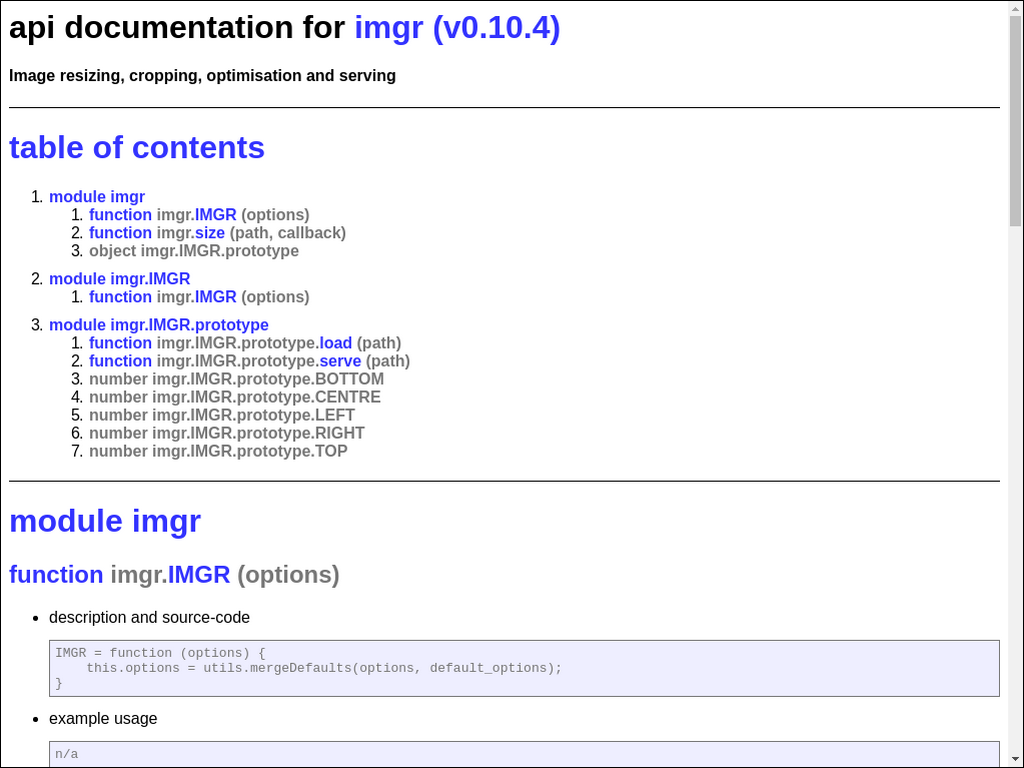 api documentation for imgr (v0.10.4)
Image resizing, cropping, optimisation and serving
table of contents
1. module imgr
1. function imgr.IMGR (options)
2. function imgr.size (path, callback)
3. object imgr.IMGR.prototype
2. module imgr.IMGR
1. function imgr.IMGR (options)
3. module imgr.IMGR.prototype
1. function imgr.IMGR.prototype.load (path)
2. function imgr.IMGR.prototype.serve (path)
3. number imgr.IMGR.prototype.BOTTOM
4. number imgr.IMGR.prototype.CENTRE
5. number imgr.IMGR.prototype.LEFT
6. number imgr.IMGR.prototype.RIGHT
7. number imgr.IMGR.prototype.TOP
module imgr
function imgr.IMGR (options)
• description and source-code
IMGR = function (options) {
    this.options = utils.mergeDefaults(options, default_options);
}
• example usage
n/a